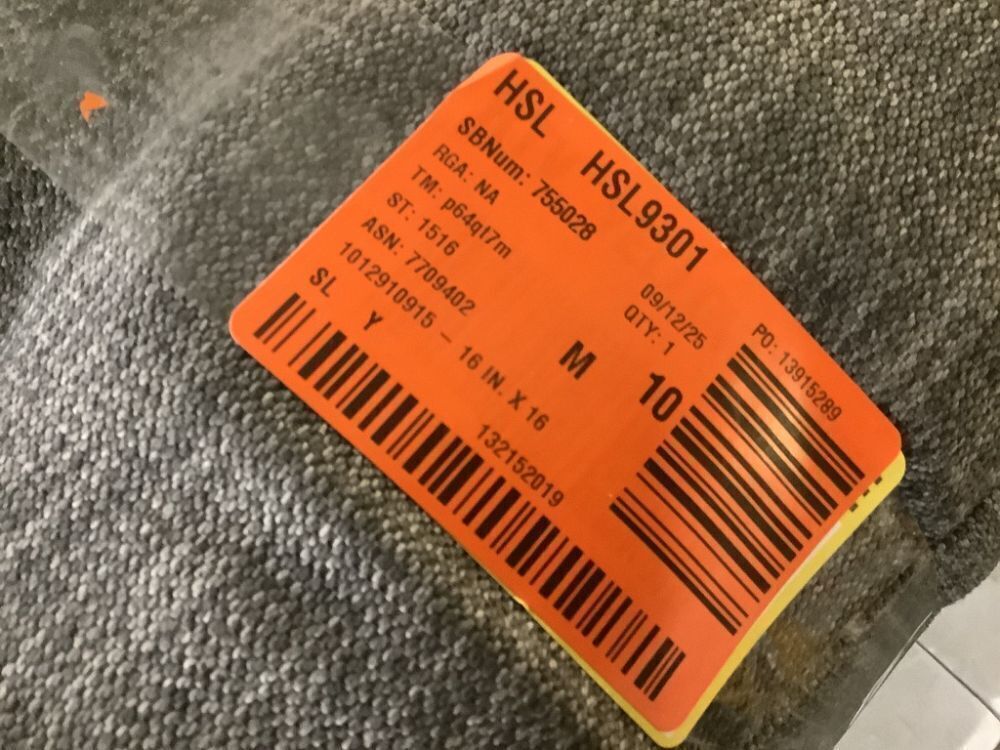 HSL HSL9301
SBNum: 755028
RGA: NA
TM: p64qt7m
ST: 1516
ASN: 7709402
1012910915 – 16 IN. X 16
SL Y
M
10
09/12/25
QTY: 1
PO: 13915289
132152019